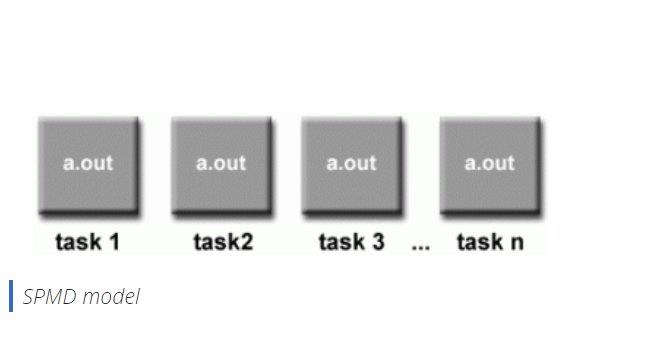 a.out a.out a.out a.out
task 1 task2 task 3 ... task n
SPMD model